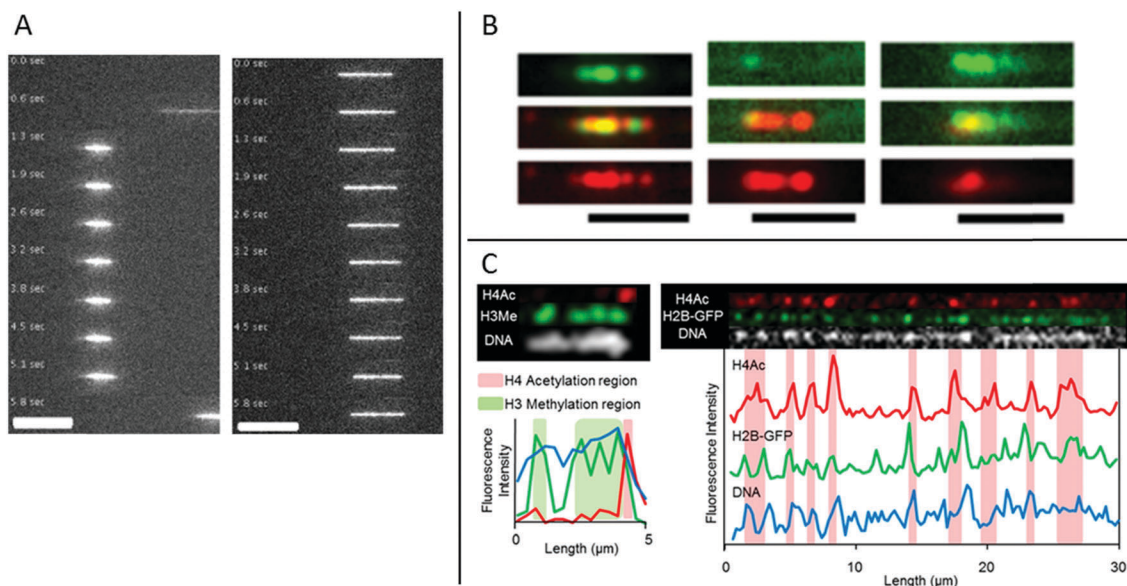 A
0.0 sec
0.6 sec
1.3 sec
1.9 sec
2.6 sec
3.2 sec
3.8 sec
4.5 sec
5.1 sec
5.8 sec
0.0 sec
0.6 sec
1.3 sec
1.9 sec
2.6 sec
3.2 sec
3.8 sec
4.5 sec
5.1 sec
5.8 sec
B
C
H4Ac
H3Me
DNA
H4 Acetylation region
H3 Methylation region
Fluorescence
Intensity
0
5
Length (μm)
H4Ac
H2B-GFP
DNA
H4Ac
H2B-GFP
DNA
Fluorescence Intensity
0
10
20
30
Length (μm)